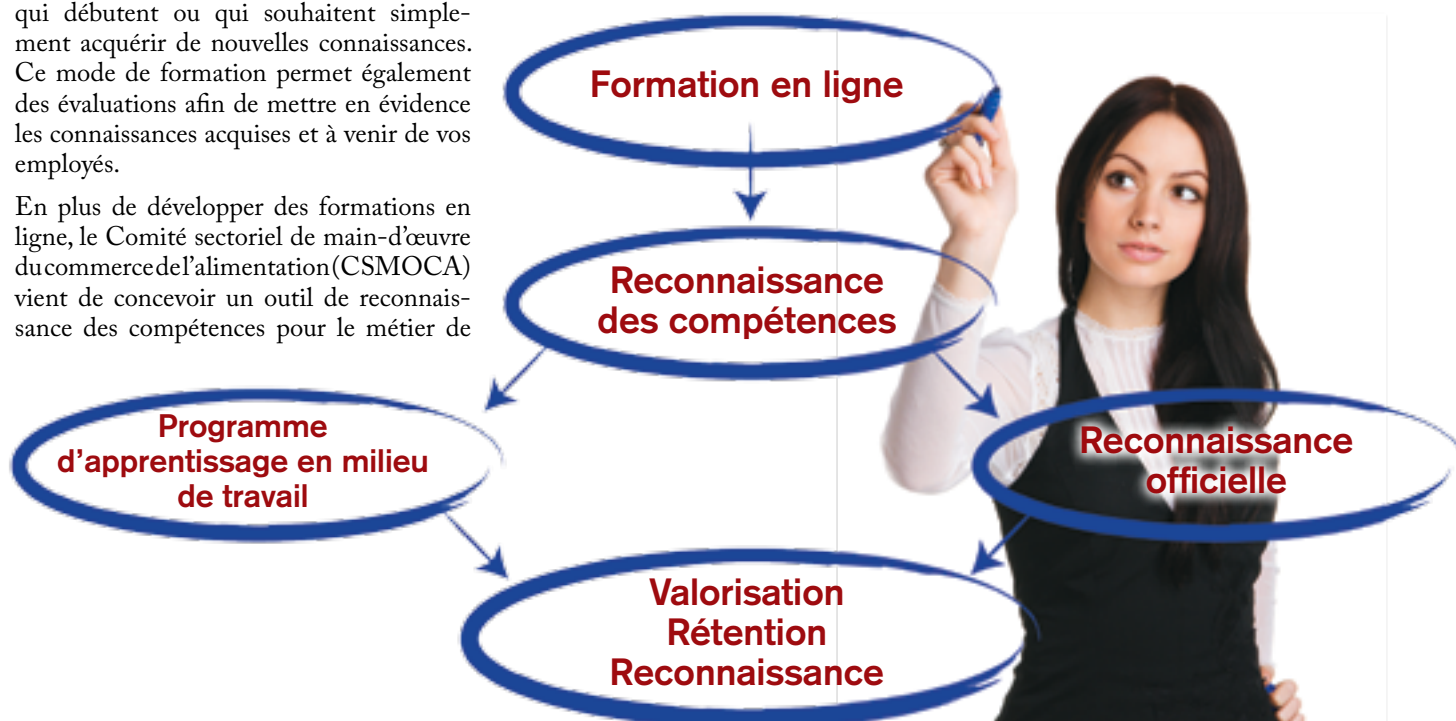 qui débutent ou qui souhaitent simple-
ment acquérir de nouvelles connaissances.
Ce mode de formation permet également
des évaluations afin de mettre en évidence
les connaissances acquises et à venir de vos
employés.
En plus de développer des formations en
ligne, le Comité sectoriel de main-d'œuvre
du commerce de l'alimentation (CSMOCA)
vient de concevoir un outil de reconnais-
sance des compétences pour le métier de
Formation en ligne
Reconnaissance
des compétences
Programme
d'apprentissage en milieu
de travail
Reconnaissance
officielle
Valorisation
Rétention
Reconnaissance